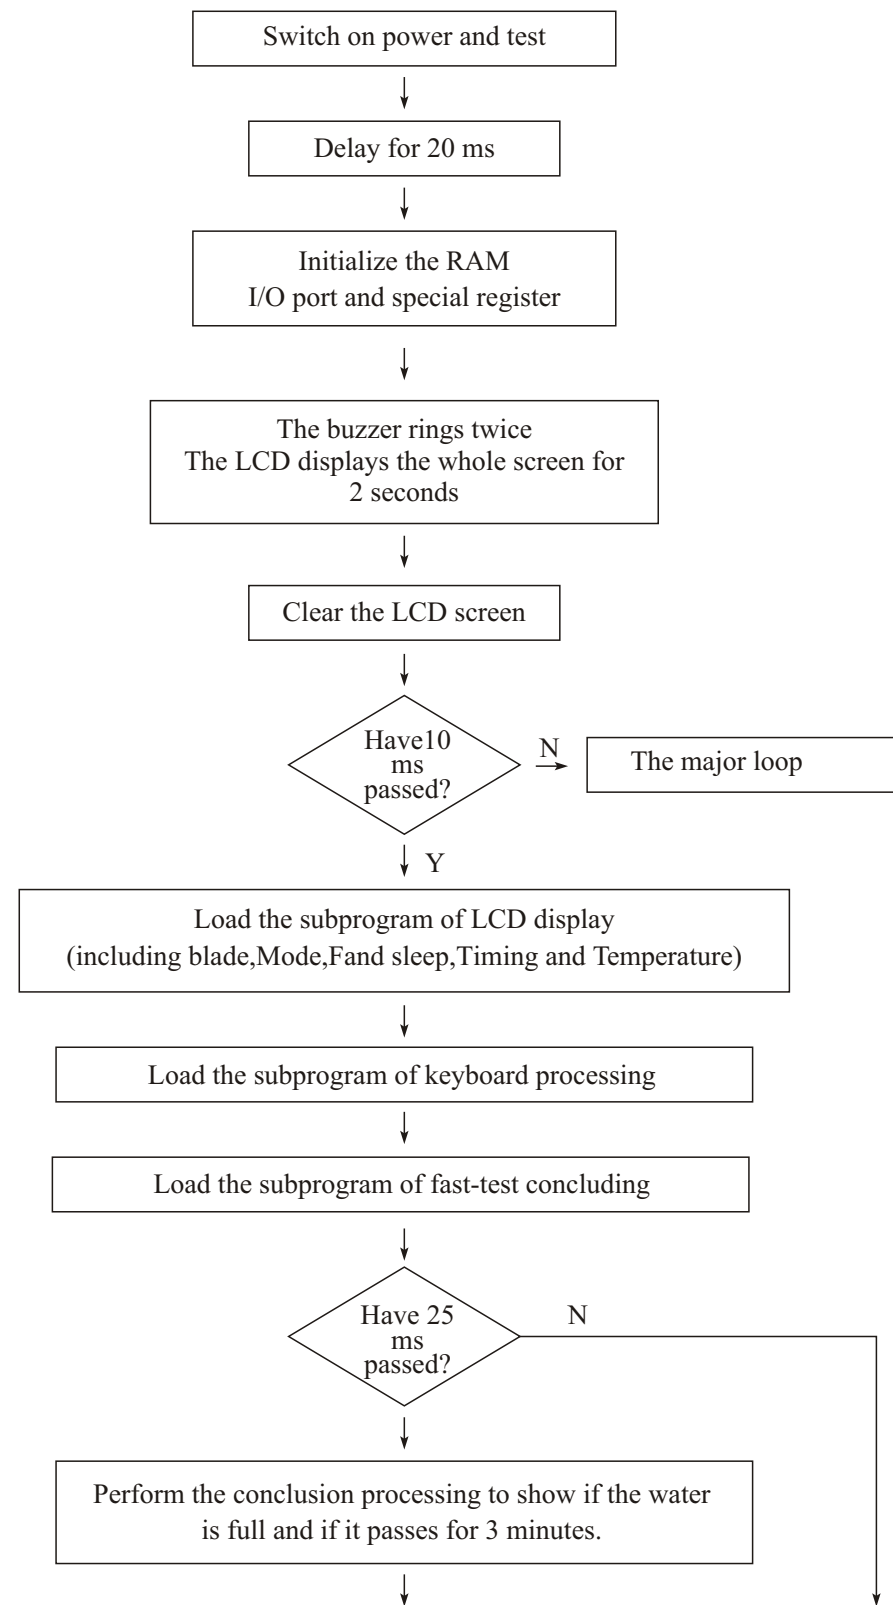 Switch on power and test
Delay for 20 ms
Initialize the RAM
I/O port and special register
The buzzer rings twice
The LCD displays the whole screen for
2 seconds
Clear the LCD screen
Have10
ms
passed?
N
The major loop
Y
Load the subprogram of LCD display
(including blade,Mode,Fand sleep,Timing and Temperature)
Load the subprogram of keyboard processing
Load the subprogram of fast-test concluding
Have 25
ms
passed?
N
Perform the conclusion processing to show if the water
is full and if it passes for 3 minutes.